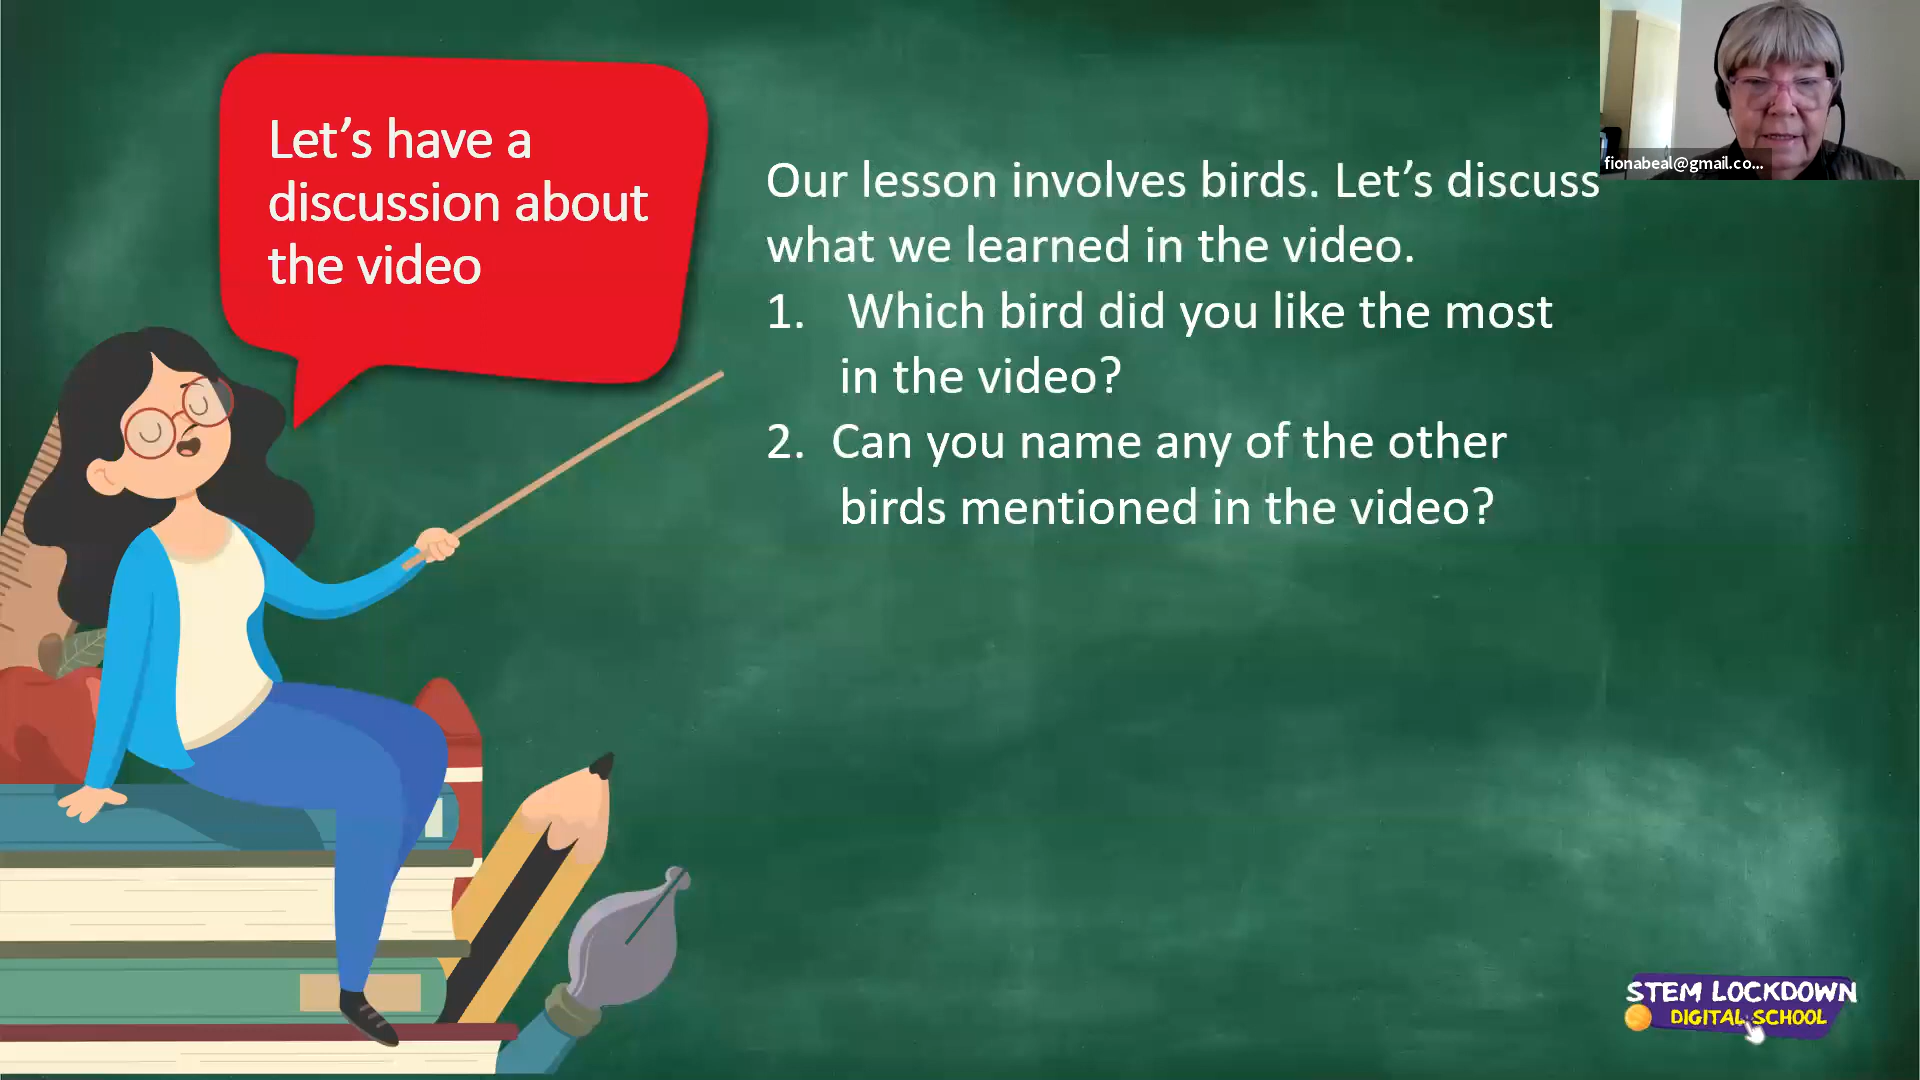 Let’s have a
discussion about
the video
fionabeal@gmail.co...
Our lesson involves birds. Let’s discuss
what we learned in the video.
1. Which bird did you like the most
in the video?
2. Can you name any of the other
birds mentioned in the video?
STEM LOCKDOWN
DIGITAL SCHOOL